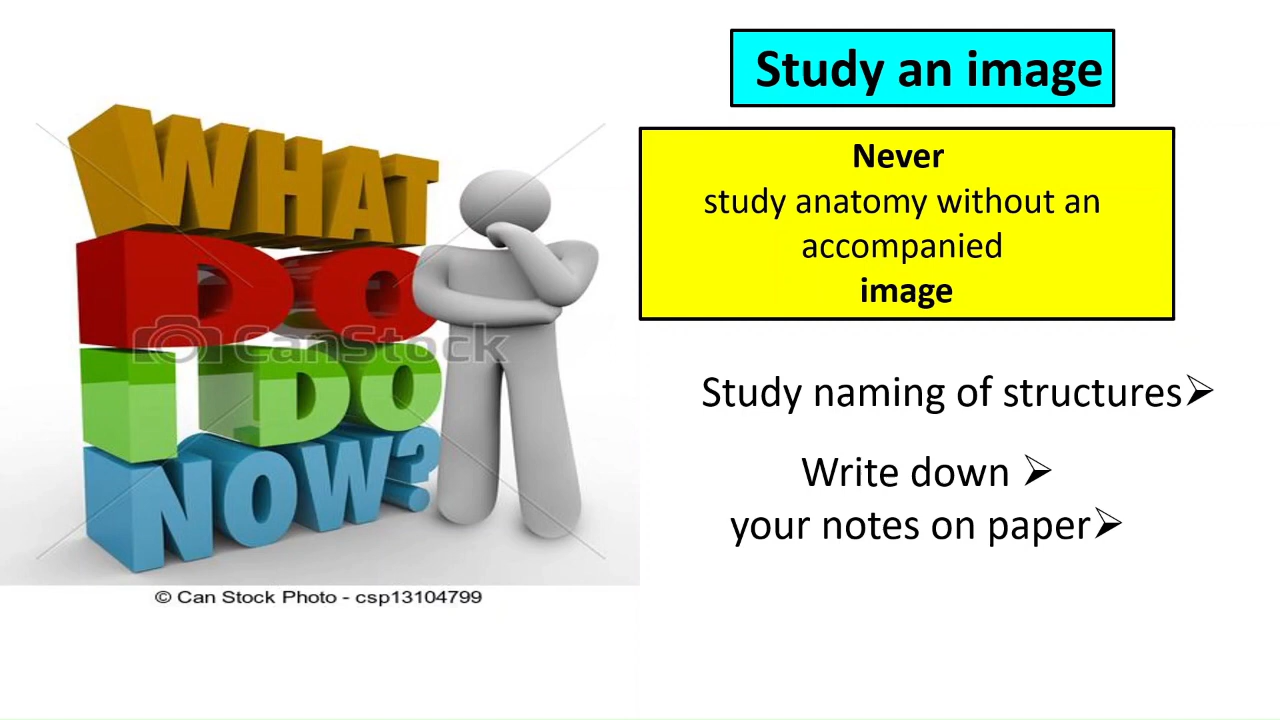 Study an image
Never
study anatomy without an
accompanied
image
WHAT
DO
I DO
NOW?
CanStock
Study naming of structures➢
Write down ➢
your notes on paper➢
© Can Stock Photo - csp13104799